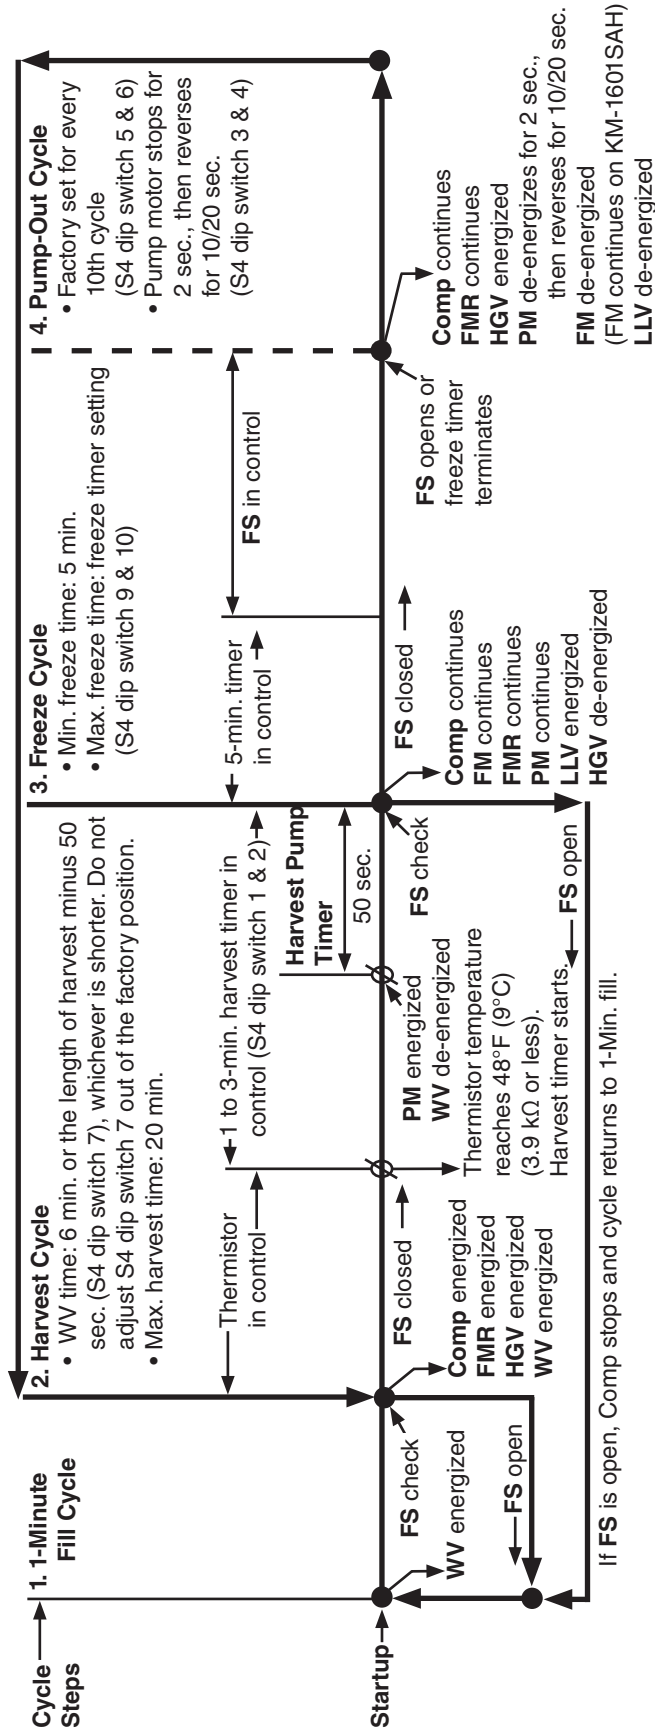 Cycle
Steps
1. 1-Minute
Fill Cycle
2. Harvest Cycle
• WV time: 6 min. or the length of harvest minus 50
sec. (S4 dip switch 7), whichever is shorter. Do not
adjust S4 dip switch 7 out of the factory position.
• Max. harvest time: 20 min.
3. Freeze Cycle
• Min. freeze time: 5 min.
• Max. freeze time: freeze timer setting
(S4 dip switch 9 & 10)
4. Pump-Out Cycle
• Factory set for every
10th cycle
(S4 dip switch 5 & 6)
• Pump motor stops for
2 sec., then reverses
for 10/20 sec.
(S4 dip switch 3 & 4)
Thermistor
in control
1 to 3-min. harvest timer in
control (S4 dip switch 1 & 2)
Harvest Pump
Timer
50 sec.
5-min. timer
in control
FS in control
Startup
WV energized
FS check
FS open
Comp energized
FMR energized
HGV energized
WV energized
FS closed
Thermistor temperature
reaches 48°F (9°C)
(3.9 kΩ or less).
Harvest timer starts.
PM energized
WV de-energized
FS check
FS open
Comp continues
FM continues
FMR continues
PM continues
LLV energized
HGV de-energized
FS closed
FS opens or
freeze timer
terminates
Comp continues
FMR continues
HGV energized
PM de-energizes for 2 sec.,
then reverses for 10/20 sec.
FM de-energized
(FM continues on KM-1601SAH)
LLV de-energized
If FS is open, Comp stops and cycle returns to 1-Min. fill.